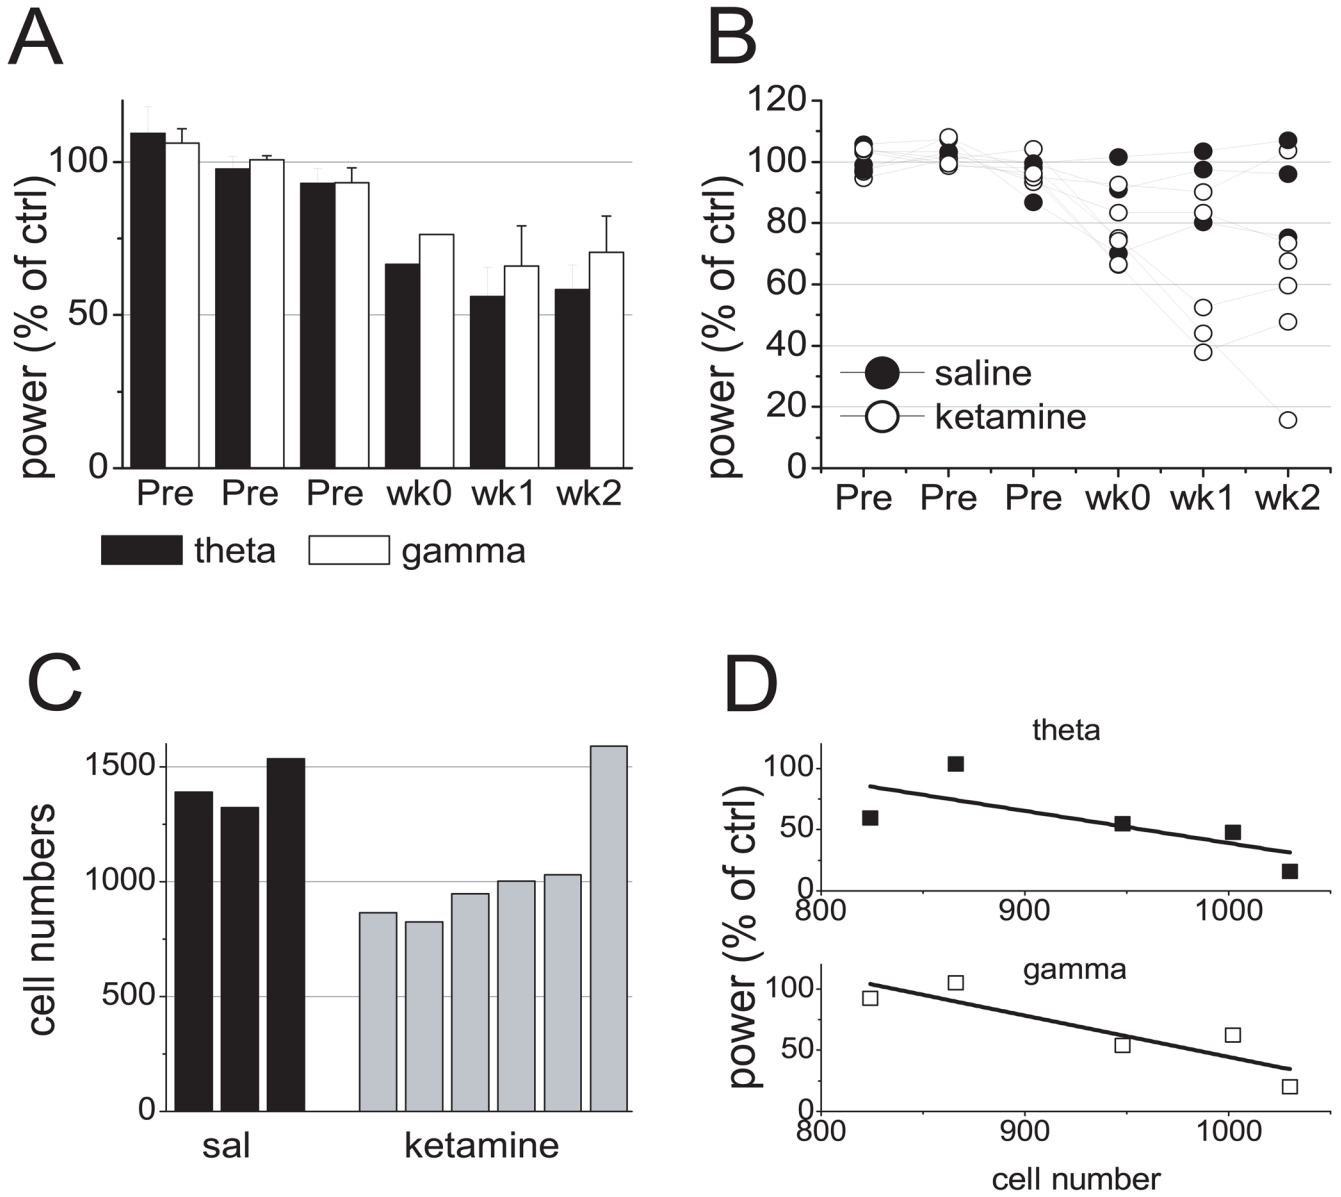 A
power (% of ctrl)
100
50
0
Pre Pre Pre wk0 wk1 wk2
theta gamma
B
power (% of ctrl)
120
100
80
60
40
20
0
saline
ketamine
Pre Pre Pre wk0 wk1 wk2
C
cell numbers
1500
1000
500
0
sal ketamine
D
power (% of ctrl)
theta
100
50
0
800 900 1000
gamma
100
50
0
800 900 1000
cell number